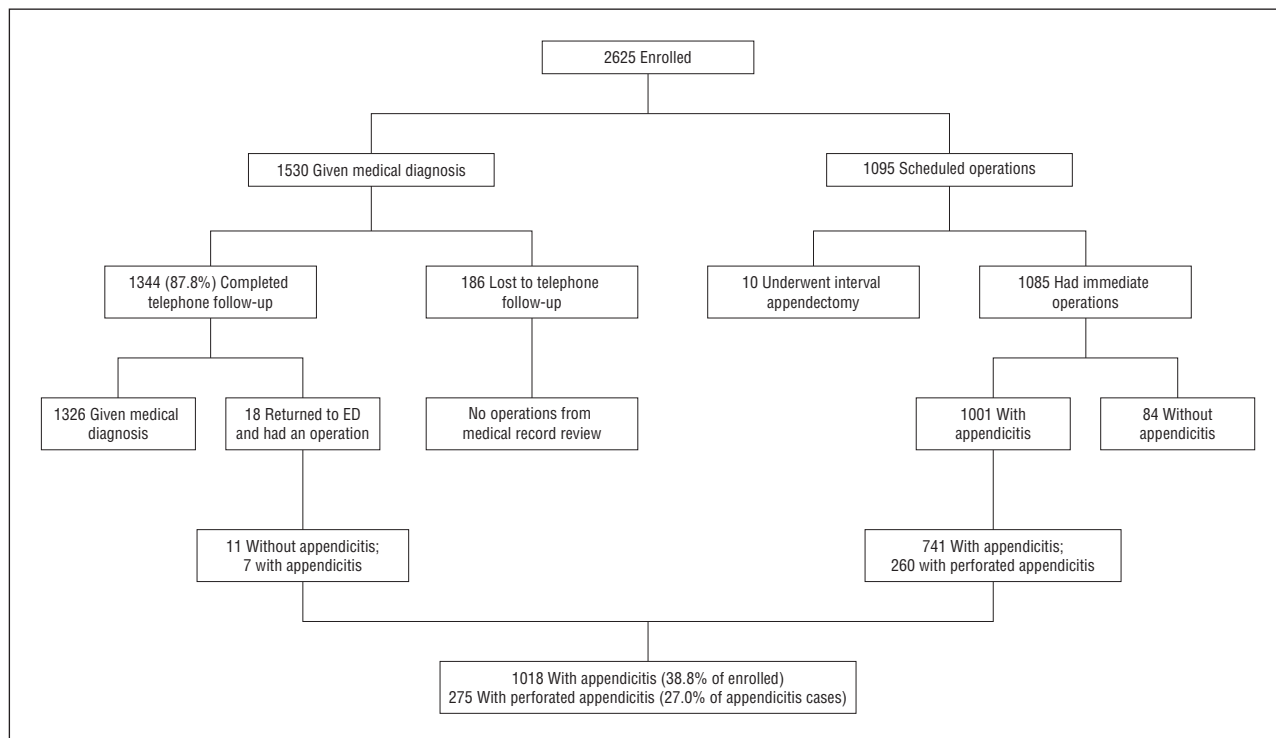 2625 Enrolled
1530 Given medical diagnosis
1095 Scheduled operations
1344 (87.8%) Completed
telephone follow-up
186 Lost to telephone
follow-up
10 Underwent interval
appendectomy
1085 Had immediate
operations
1326 Given medical
diagnosis
18 Returned to ED
and had an operation
No operations from
medical record review
1001 With
appendicitis
84 Without
appendicitis
11 Without appendicitis;
7 with appendicitis
741 With appendicitis;
260 with perforated appendicitis
1018 With appendicitis (38.8% of enrolled)
275 With perforated appendicitis (27.0% of appendicitis cases)